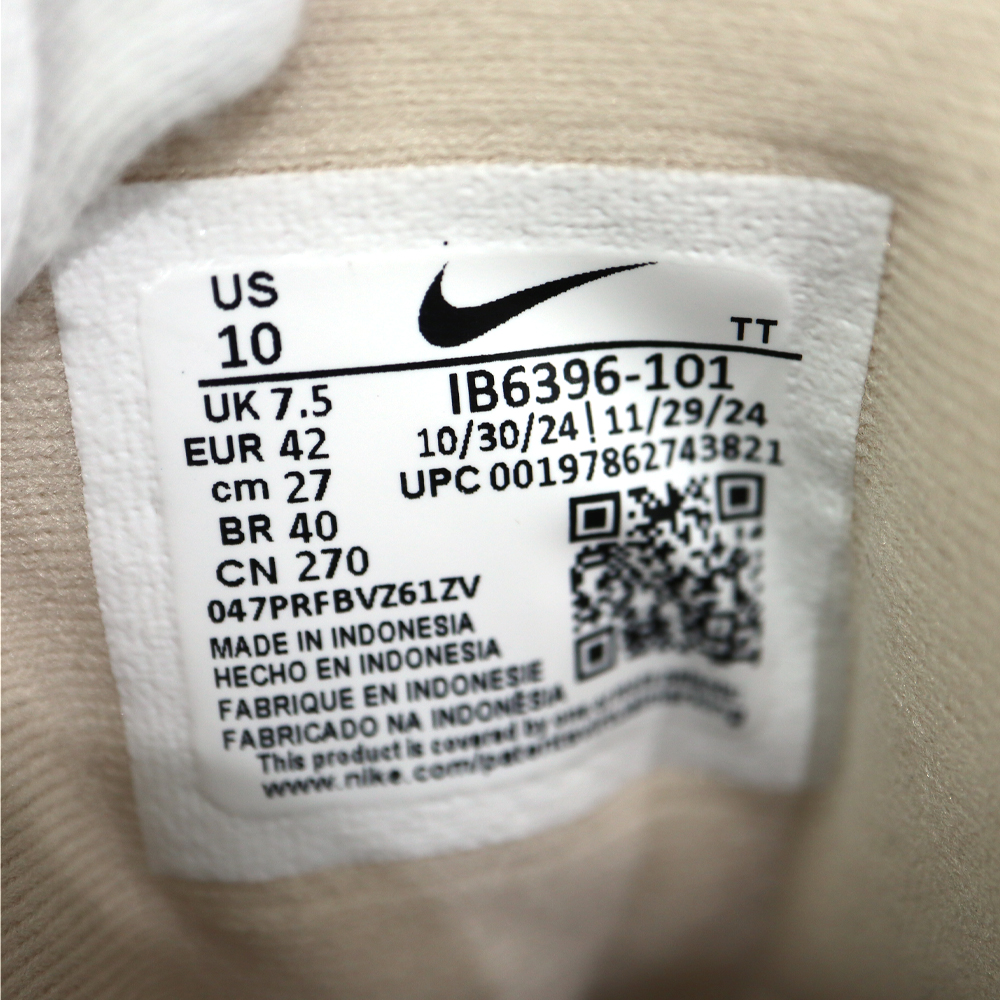 US
10
TT
UK 7.5
IB6396-101
EUR 42
10/30/24|11/29/24
cm 27
UPC 00197862743821
BR 40
CN 270
047PRFBVZ61ZV
MADE IN INDONESIA
HECHO EN INDONESIA
FABRIQUE EN INDONESIE
FABRICADO NA INDONÉSIA
This product is covered by
www.nike.com/